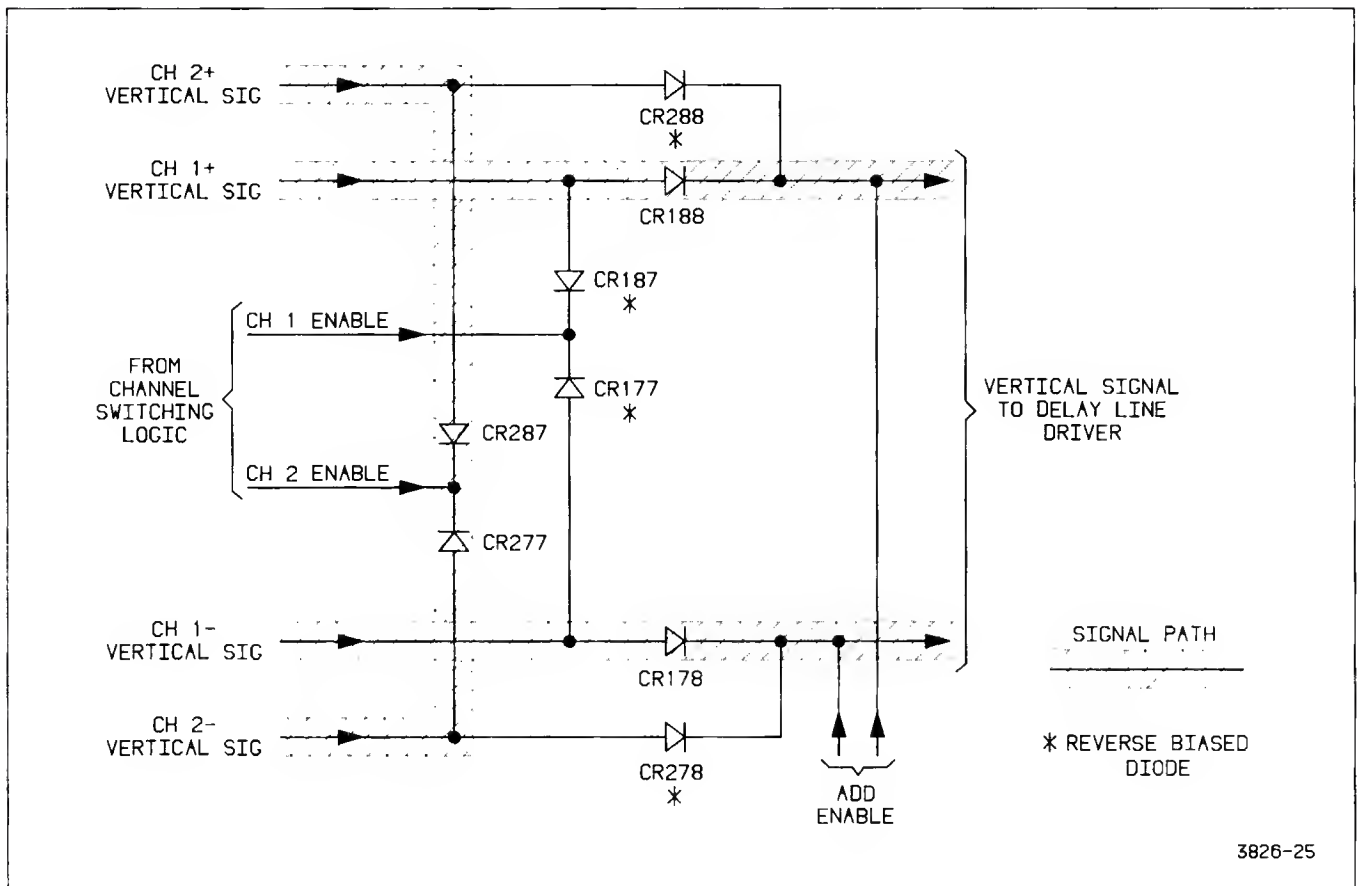 CH 2+
VERTICAL SIG
CR288
*
CH 1+
VERTICAL SIG
CR188
CR187
*
CH 1 ENABLE
FROM
CHANNEL
SWITCHING
LOGIC
CR177
*
VERTICAL SIGNAL
TO DELAY LINE
DRIVER
CR287
CH 2 ENABLE
CR277
CH 1-
VERTICAL SIG
CR178
SIGNAL PATH
CH 2-
VERTICAL SIG
CR278
*
* REVERSE BIASED
DIODE
ADD
ENABLE
3826-25